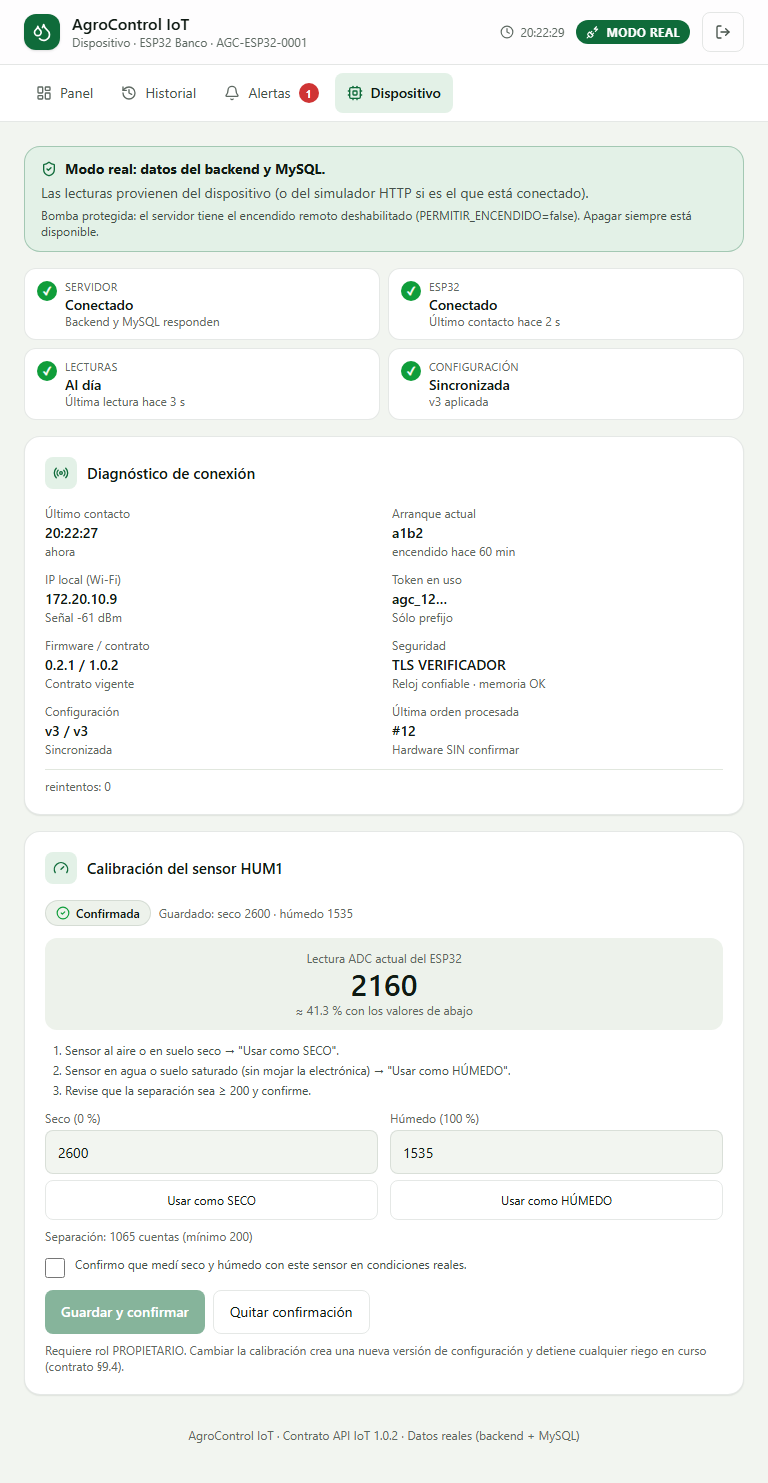 AgroControl IoT
Dispositivo · ESP32 Banco · AGC-ESP32-0001
20:22:29
MODO REAL
Panel
Historial
Alertas 1
Dispositivo
Modo real: datos del backend y MySQL.
Las lecturas provienen del dispositivo (o del simulador HTTP si es el que está conectado).
Bomba protegida: el servidor tiene el encendido remoto deshabilitado (PERMITIR_ENCENDIDO=false). Apagar siempre está
disponible.
SERVIDOR
Conectado
Backend y MySQL responden
ESP32
Conectado
Último contacto hace 2 s
LECTURAS
Al día
Última lectura hace 3 s
CONFIGURACIÓN
Sincronizada
v3 aplicada
Diagnóstico de conexión
Último contacto
20:22:27
ahora
Arranque actual
a1b2
encendido hace 60 min
IP local (Wi-Fi)
172.20.10.9
Señal -61 dBm
Token en uso
agc_12…
Sólo prefijo
Firmware / contrato
0.2.1 / 1.0.2
Contrato vigente
Seguridad
TLS VERIFICADOR
Reloj confiable · memoria OK
Configuración
v3 / v3
Sincronizada
Última orden procesada
#12
Hardware SIN confirmar
reintentos: 0
Calibración del sensor HUM1
Confirmada
Guardado: seco 2600 · húmedo 1535
Lectura ADC actual del ESP32
2160
≈ 41.3 % con los valores de abajo
1. Sensor al aire o en suelo seco → "Usar como SECO".
2. Sensor en agua o suelo saturado (sin mojar la electrónica) → "Usar como HÚMEDO".
3. Revise que la separación sea ≥ 200 y confirme.
Seco (0 %)
2600
Usar como SECO
Húmedo (100 %)
1535
Usar como HÚMEDO
Separación: 1065 cuentas (mínimo 200)
Confirmo que medí seco y húmedo con este sensor en condiciones reales.
Guardar y confirmar
Quitar confirmación
Requiere rol PROPIETARIO. Cambiar la calibración crea una nueva versión de configuración y detiene cualquier riego en curso
(contrato §9.4).
AgroControl IoT · Contrato API IoT 1.0.2 · Datos reales (backend + MySQL)